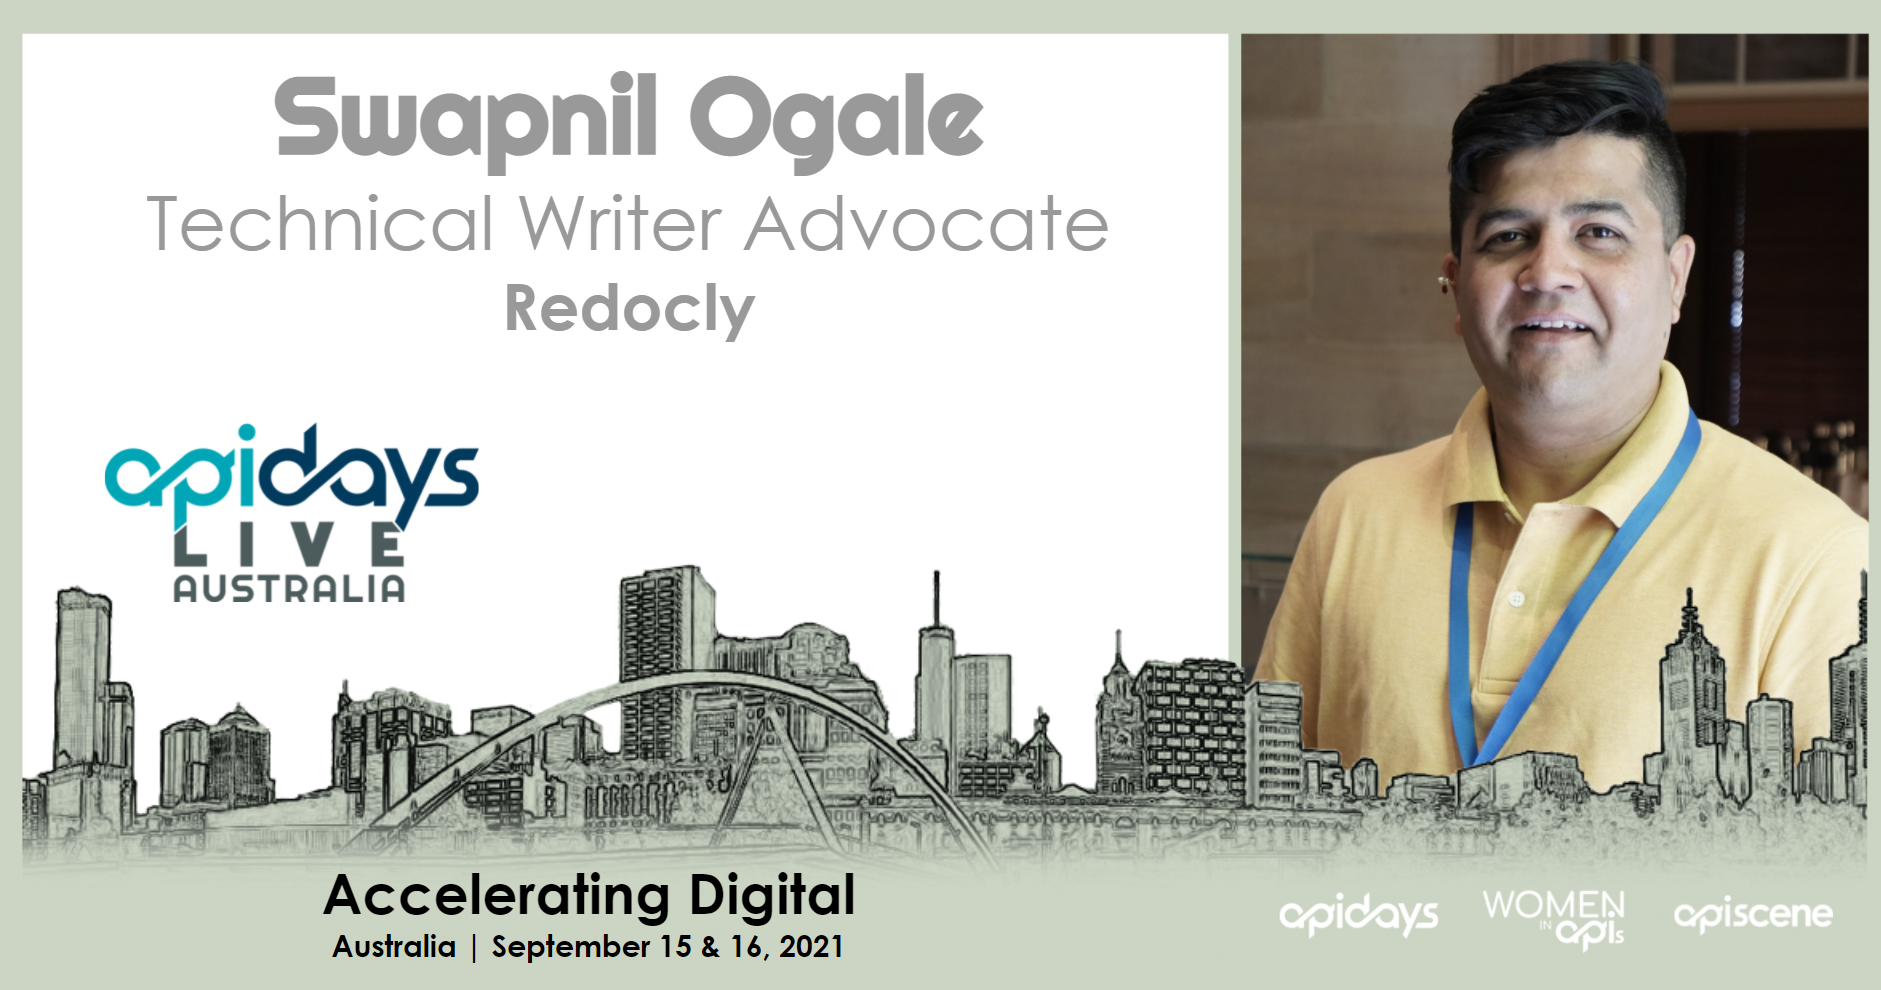 Swapnil Ogale
Technical Writer Advocate
Redocly
apidays
LIVE
AUSTRALIA
Accelerating Digital
Australia | September 15 & 16, 2021
apidays
WOMEN
IN apis
apiscene